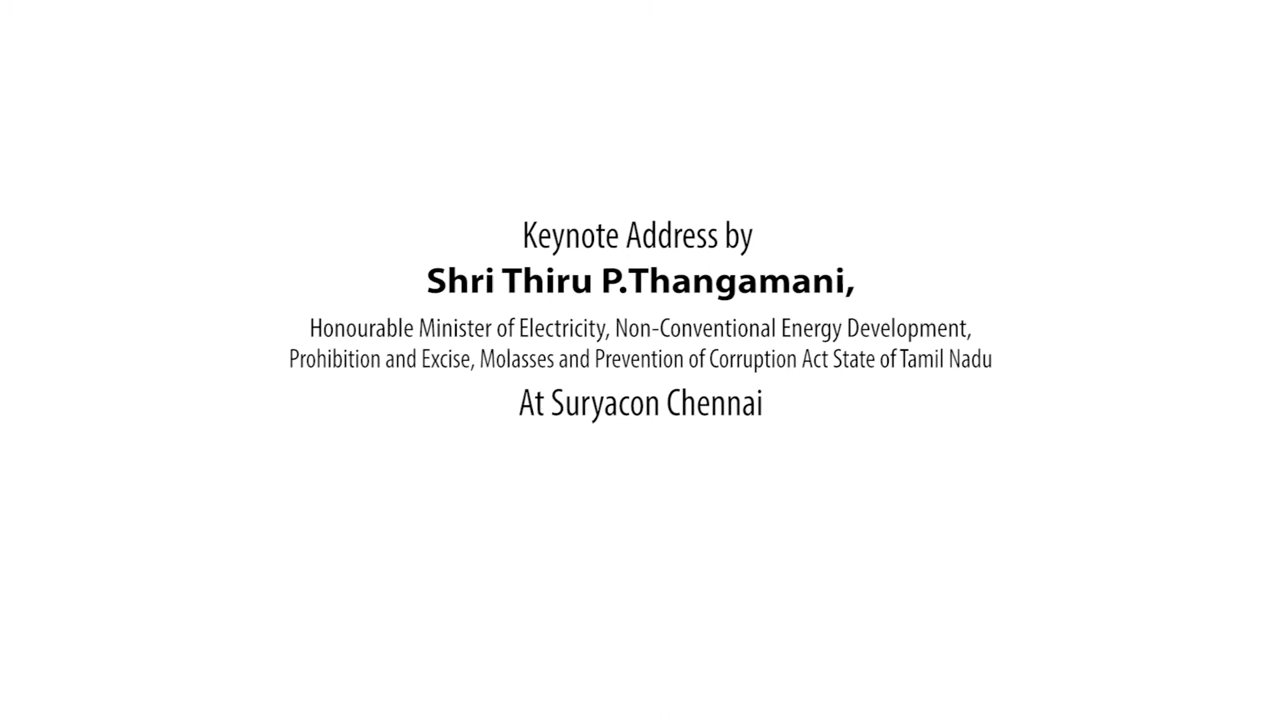 Keynote Address by
Shri Thiru P.Thangamani,
Honourable Minister of Electricity, Non-Conventional Energy Development,
Prohibition and Excise, Molasses and Prevention of Corruption Act State of Tamil Nadu
At Suryacon Chennai